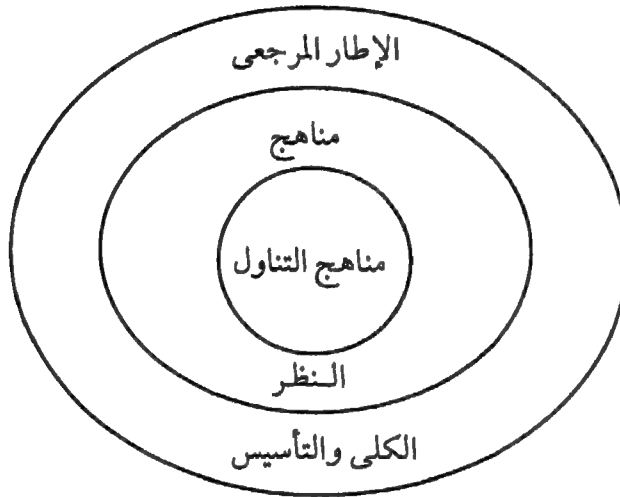 الإطار المرجعى
مناهج
مناهج التناول
النظر
الكلى والتأسيس